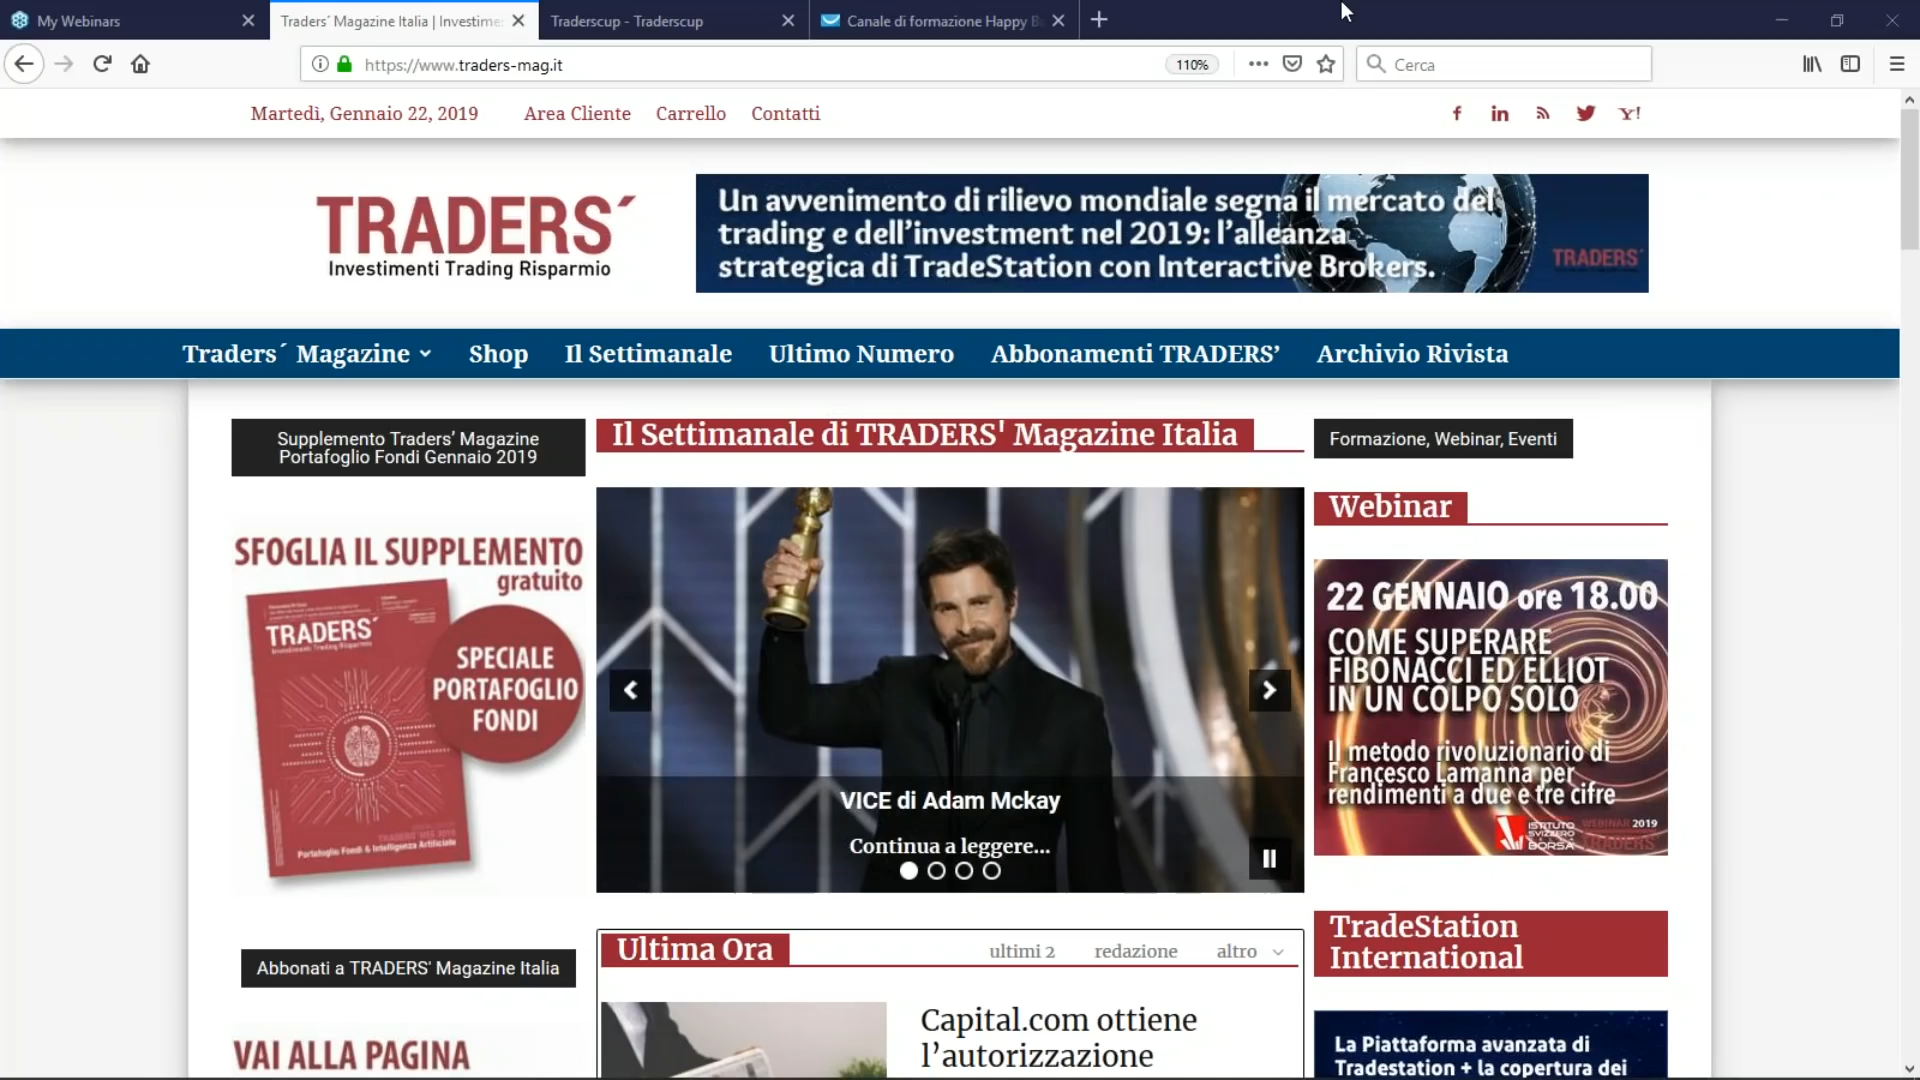 My Webinars
Traders´ Magazine Italia | Investime
Traderscup - Traderscup
Canale di formazione Happy B
https://www.traders-mag.it
110%
Cerca
Martedì, Gennaio 22, 2019
Area Cliente
Carrello
Contatti
TRADERS´
Investimenti Trading Risparmio
Un avvenimento di rilievo mondiale segna il mercato del
trading e dell’investment nel 2019: l’alleanza
strategica di TradeStation con Interactive Brokers.
TRADERS´
Traders´ Magazine
Shop
Il Settimanale
Ultimo Numero
Abbonamenti TRADERS’
Archivio Rivista
Supplemento Traders’ Magazine
Portafoglio Fondi Gennaio 2019
SFOGLIA IL SUPPLEMENTO
gratuito
TRADERS´
Investimenti Trading Risparmio
SPECIALE
PORTAFOGLIO
FONDI
Portafoglio Fondi & Intelligenza Artificiale
Abbonati a TRADERS' Magazine Italia
VAI ALLA PAGINA
Il Settimanale di TRADERS' Magazine Italia
VICE di Adam Mckay
Continua a leggere...
Ultima Ora
ultimi 2
redazione
altro
Capital.com ottiene
l’autorizzazione
Formazione, Webinar, Eventi
Webinar
22 GENNAIO ore 18.00
COME SUPERARE
FIBONACCI ED ELLIOT
IN UN COLPO SOLO
Il metodo rivoluzionario di
Francesco Lamanna per
rendimenti a due e tre cifre
ISTITUTO
SVIZZERO
BORSA
WEBINAR 2019
TRADERS´
TradeStation
International
La Piattaforma avanzata di
Tradestation + la copertura dei